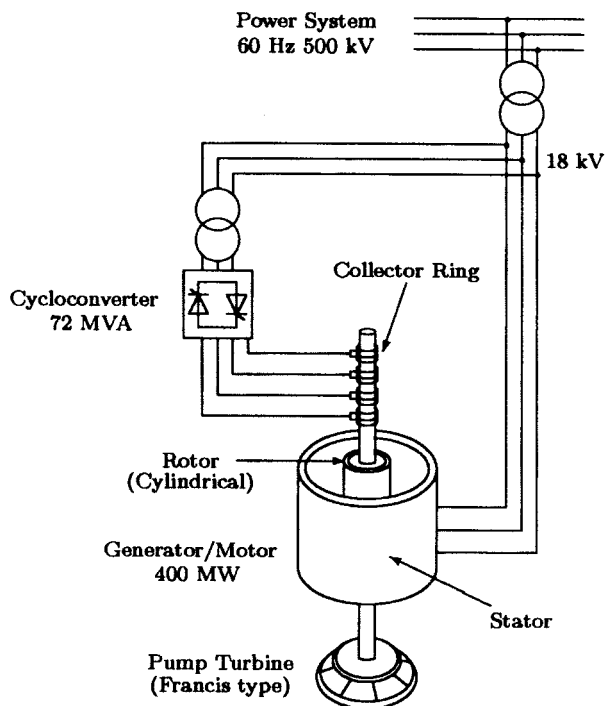 Power System
60 Hz 500 kV
18 kV
Collector Ring
Cycloconverter
72 MVA
Rotor
(Cylindrical)
Generator/Motor
400 MW
Stator
Pump Turbine
(Francis type)